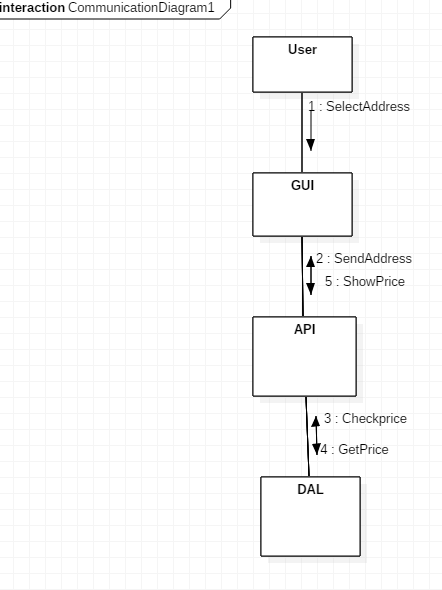 interaction CommunicationDiagram1
User
1 : SelectAddress
GUI
2 : SendAddress
5 : ShowPrice
API
3 : Checkprice
4 : GetPrice
DAL